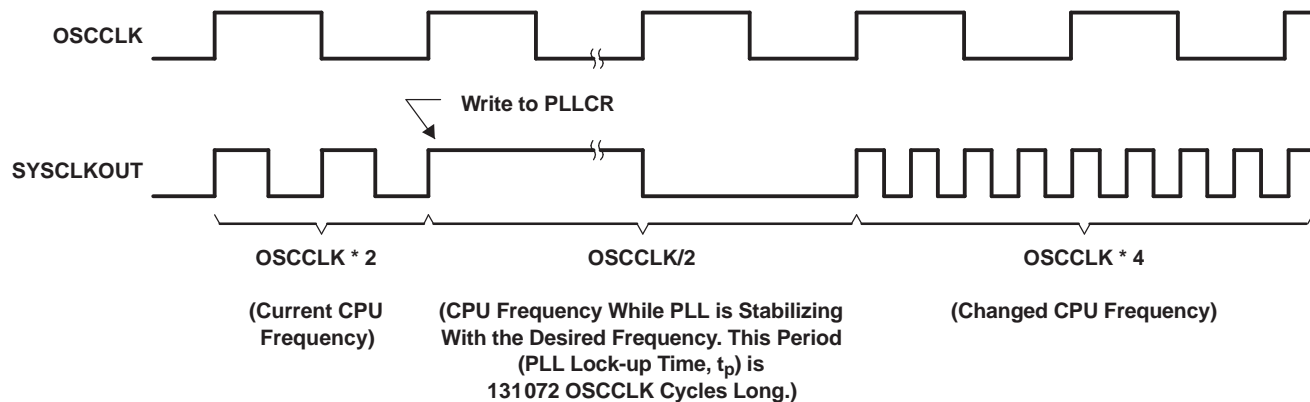 OSCCLK
Write to PLLCR
SYSCLKOUT
OSCCLK * 2
(Current CPU
Frequency)
OSCCLK/2
(CPU Frequency While PLL is Stabilizing
With the Desired Frequency. This Period
(PLL Lock-up Time, tp) is
131072 OSCCLK Cycles Long.)
OSCCLK * 4
(Changed CPU Frequency)